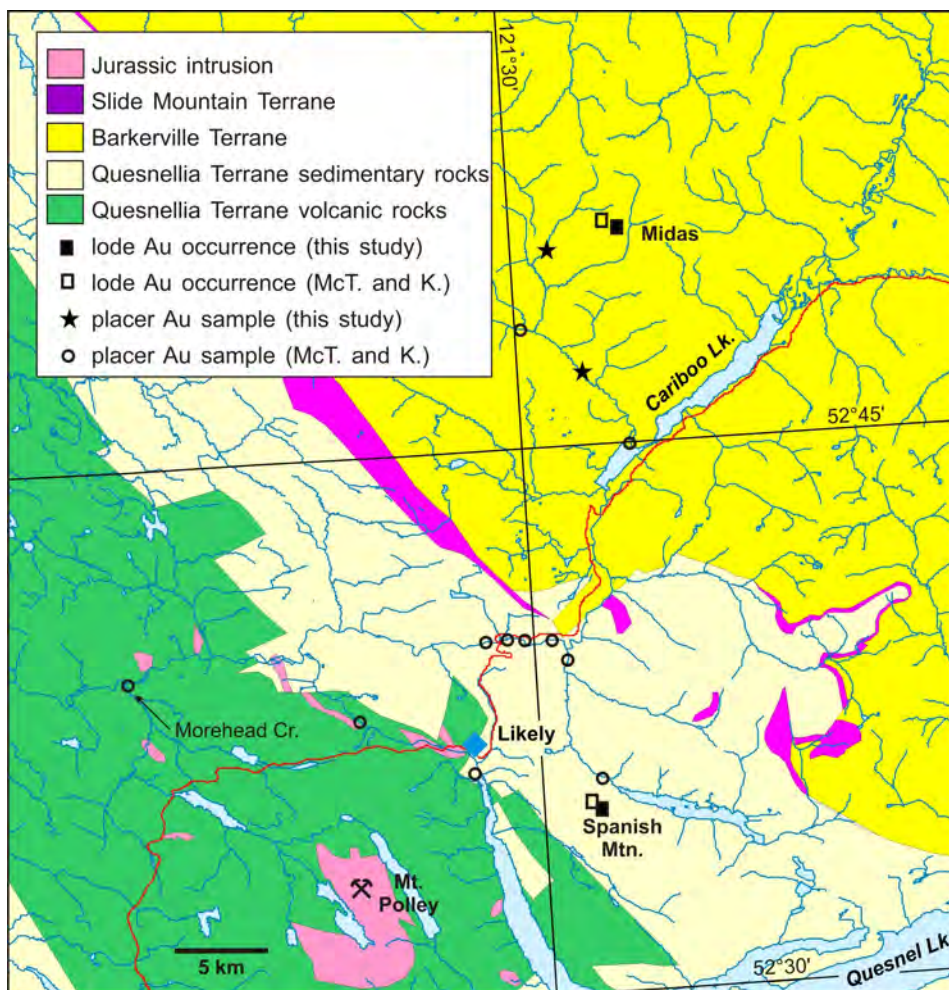 Jurassic intrusion
Slide Mountain Terrane
Barkerville Terrane
Quesnellia Terrane sedimentary rocks
Quesnellia Terrane volcanic rocks
lode Au occurrence (this study)
lode Au occurrence (McT. and K.)
placer Au sample (this study)
placer Au sample (McT. and K.)
121°30'
Midas
Cariboo Lk.
52°45'
Morehead Cr.
Likely
Spanish
Mtn.
Mt.
Polley
5 km
52°30'
Quesnel Lk.